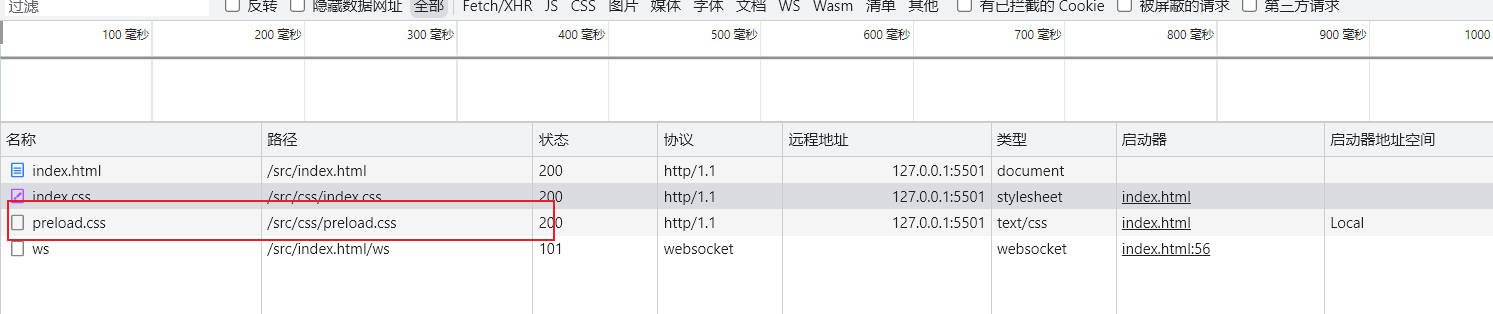 过滤 反转 隐藏数据网址 全部 Fetch/XHR JS CSS 图片 媒体 字体 文档 WS Wasm 清单 其他 有已拦截的 Cookie 被屏蔽的请求 第三方请求
100 毫秒 200 毫秒 300 毫秒 400 毫秒 500 毫秒 600 毫秒 700 毫秒 800 毫秒 900 毫秒 1000
名称 路径 状态 协议 远程地址 类型 启动器 启动器地址空间
index.html /src/index.html 200 http/1.1 127.0.0.1:5501 document
index.css /src/css/index.css 200 http/1.1 127.0.0.1:5501 stylesheet index.html
preload.css /src/css/preload.css 200 http/1.1 127.0.0.1:5501 text/css index.html Local
ws /src/index.html/ws 101 websocket websocket index.html:56